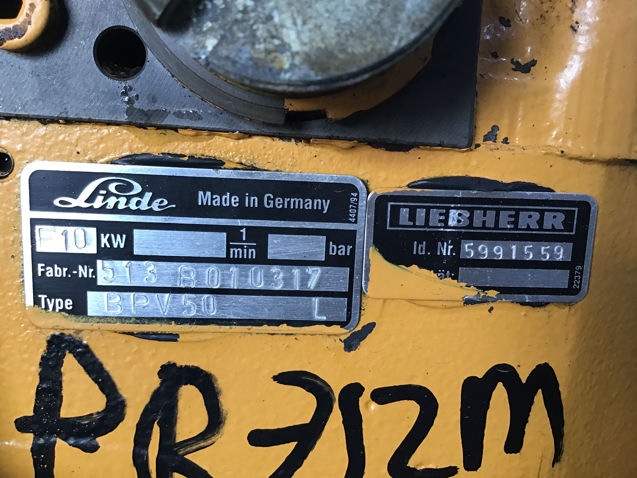 Linde Made in Germany
4407/94
F10 KW 1/min bar
Fabr.-Nr. 513 B010317
Type BPV50 L
LIEBHERR
Id. Nr. 5991559
22379
PR712M